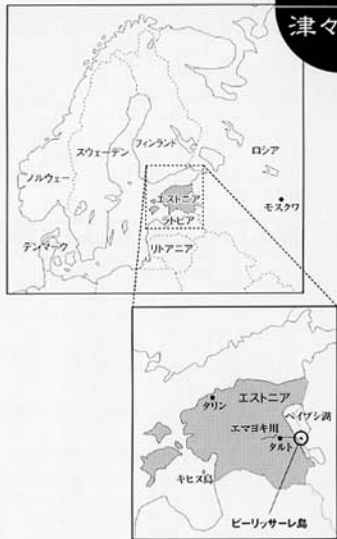 津々
フィンランド
スウェーデン
ロシア
ノルウェー
エストニア
モスクワ
ラトビア
デンマーク
リトアニア
エストニア
タリン
ペイプシ湖
エマヨキ川
タルト
キヒヌ島
ピーリッサーレ島